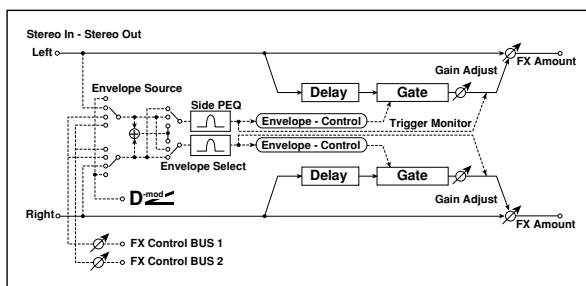 Stereo In - Stereo Out
Left
FX Amount
Gain Adjust
Envelope Source
Delay
Gate
Side PEQ
Envelope - Control
Trigger Monitor
Envelope - Control
Envelope Select
D-mod
Delay
Gate
Gain Adjust
Right
FX Amount
FX Control BUS 1
FX Control BUS 2